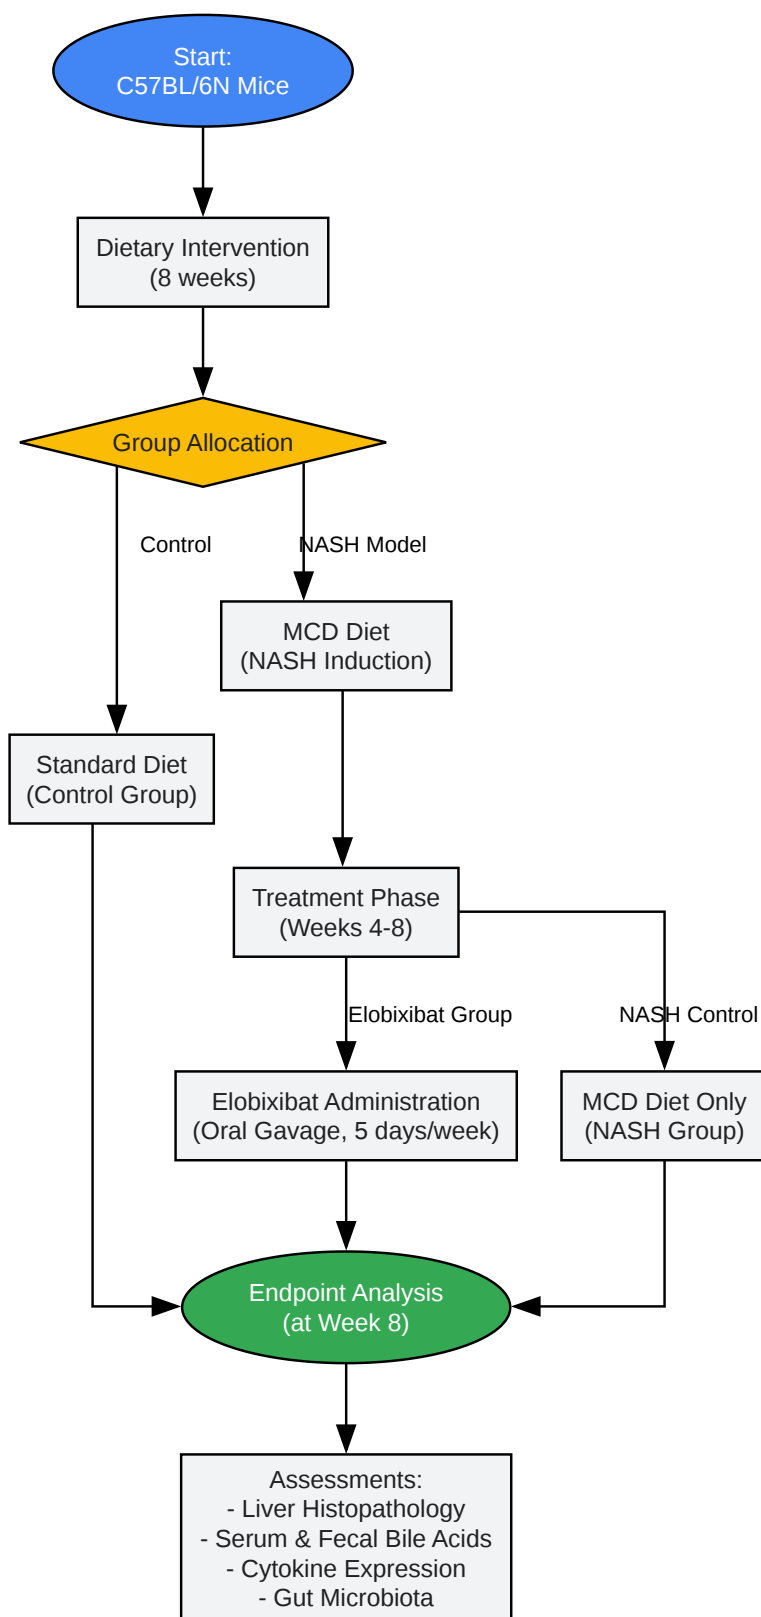 Start:
C57BL/6N Mice
Dietary Intervention
(8 weeks)
Group Allocation
Control
NASH Model
MCD Diet
(NASH Induction)
Standard Diet
(Control Group)
Treatment Phase
(Weeks 4-8)
Elobixibat Group
NASH Control
Elobixibat Administration
(Oral Gavage, 5 days/week)
MCD Diet Only
(NASH Group)
Endpoint Analysis
(at Week 8)
Assessments:
- Liver Histopathology
- Serum & Fecal Bile Acids
- Cytokine Expression
- Gut Microbiota